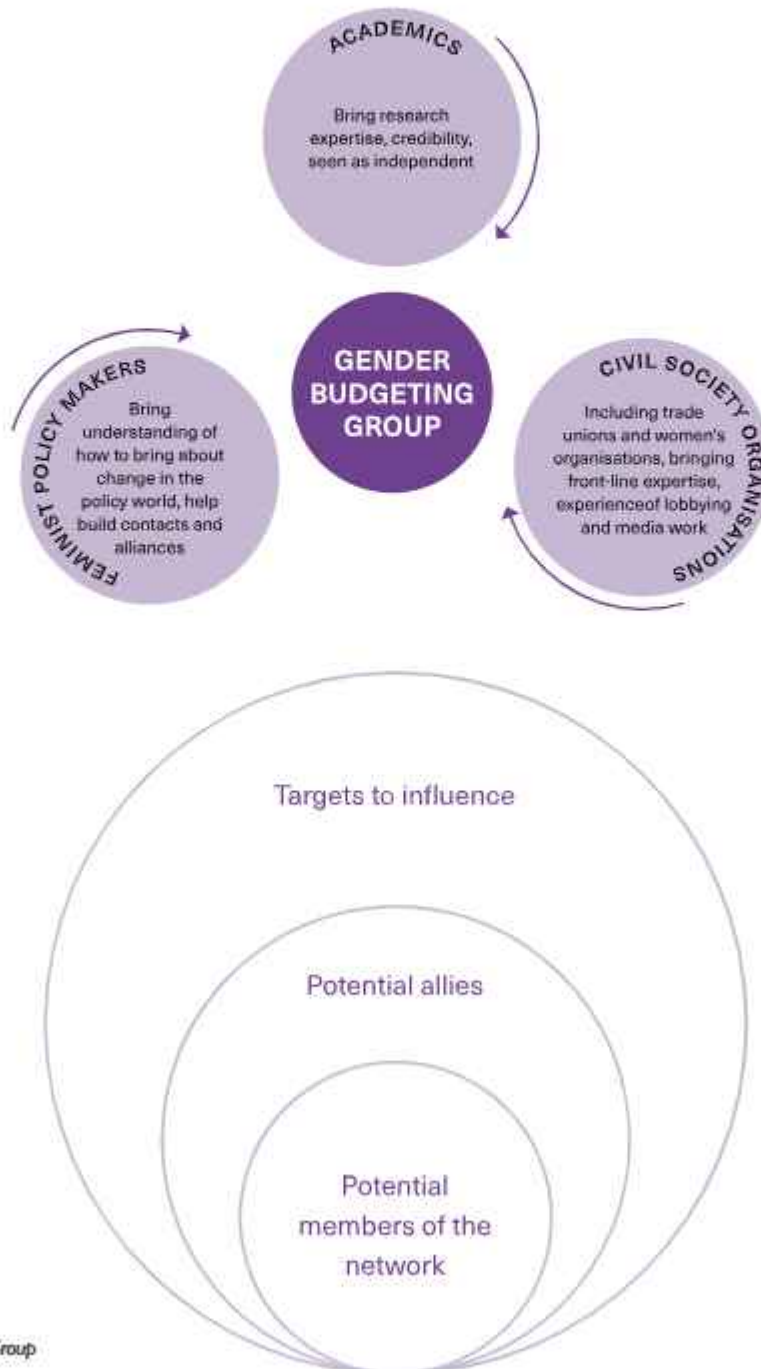 ACADEMICS
Bring research
expertise, credibility,
seen as independent
GENDER
BUDGETING
GROUP
FEMINIST POLICY MAKERS
Bring
understanding of
how to bring about
change in the
policy world, help
build contacts and
alliances
CIVIL SOCIETY ORGANISATIONS
Including trade
unions and women's
organisations, bringing
front-line expertise,
experienceof lobbying
and media work
Targets to influence
Potential allies
Potential
members of the
network
Group